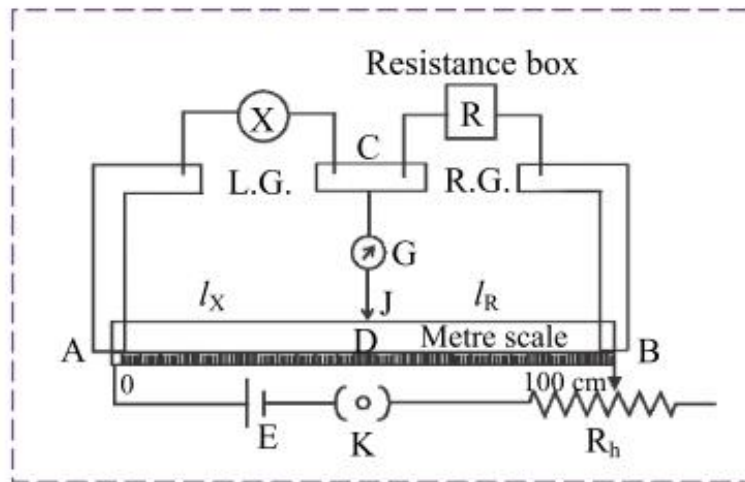 Resistance box
X
R
C
L.G.
R.G.
G
l_X
J
l_R
A
D
Metre scale
B
0
100 cm
E
K
R_h